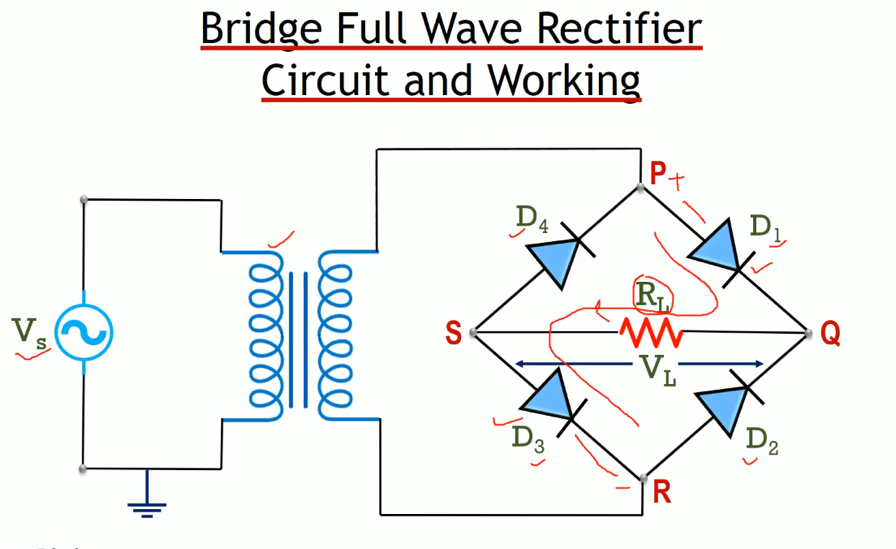 Bridge Full Wave Rectifier
Circuit and Working
P +
D4
D1
RL
Vs
S
Q
VL
D3
D2
R
−